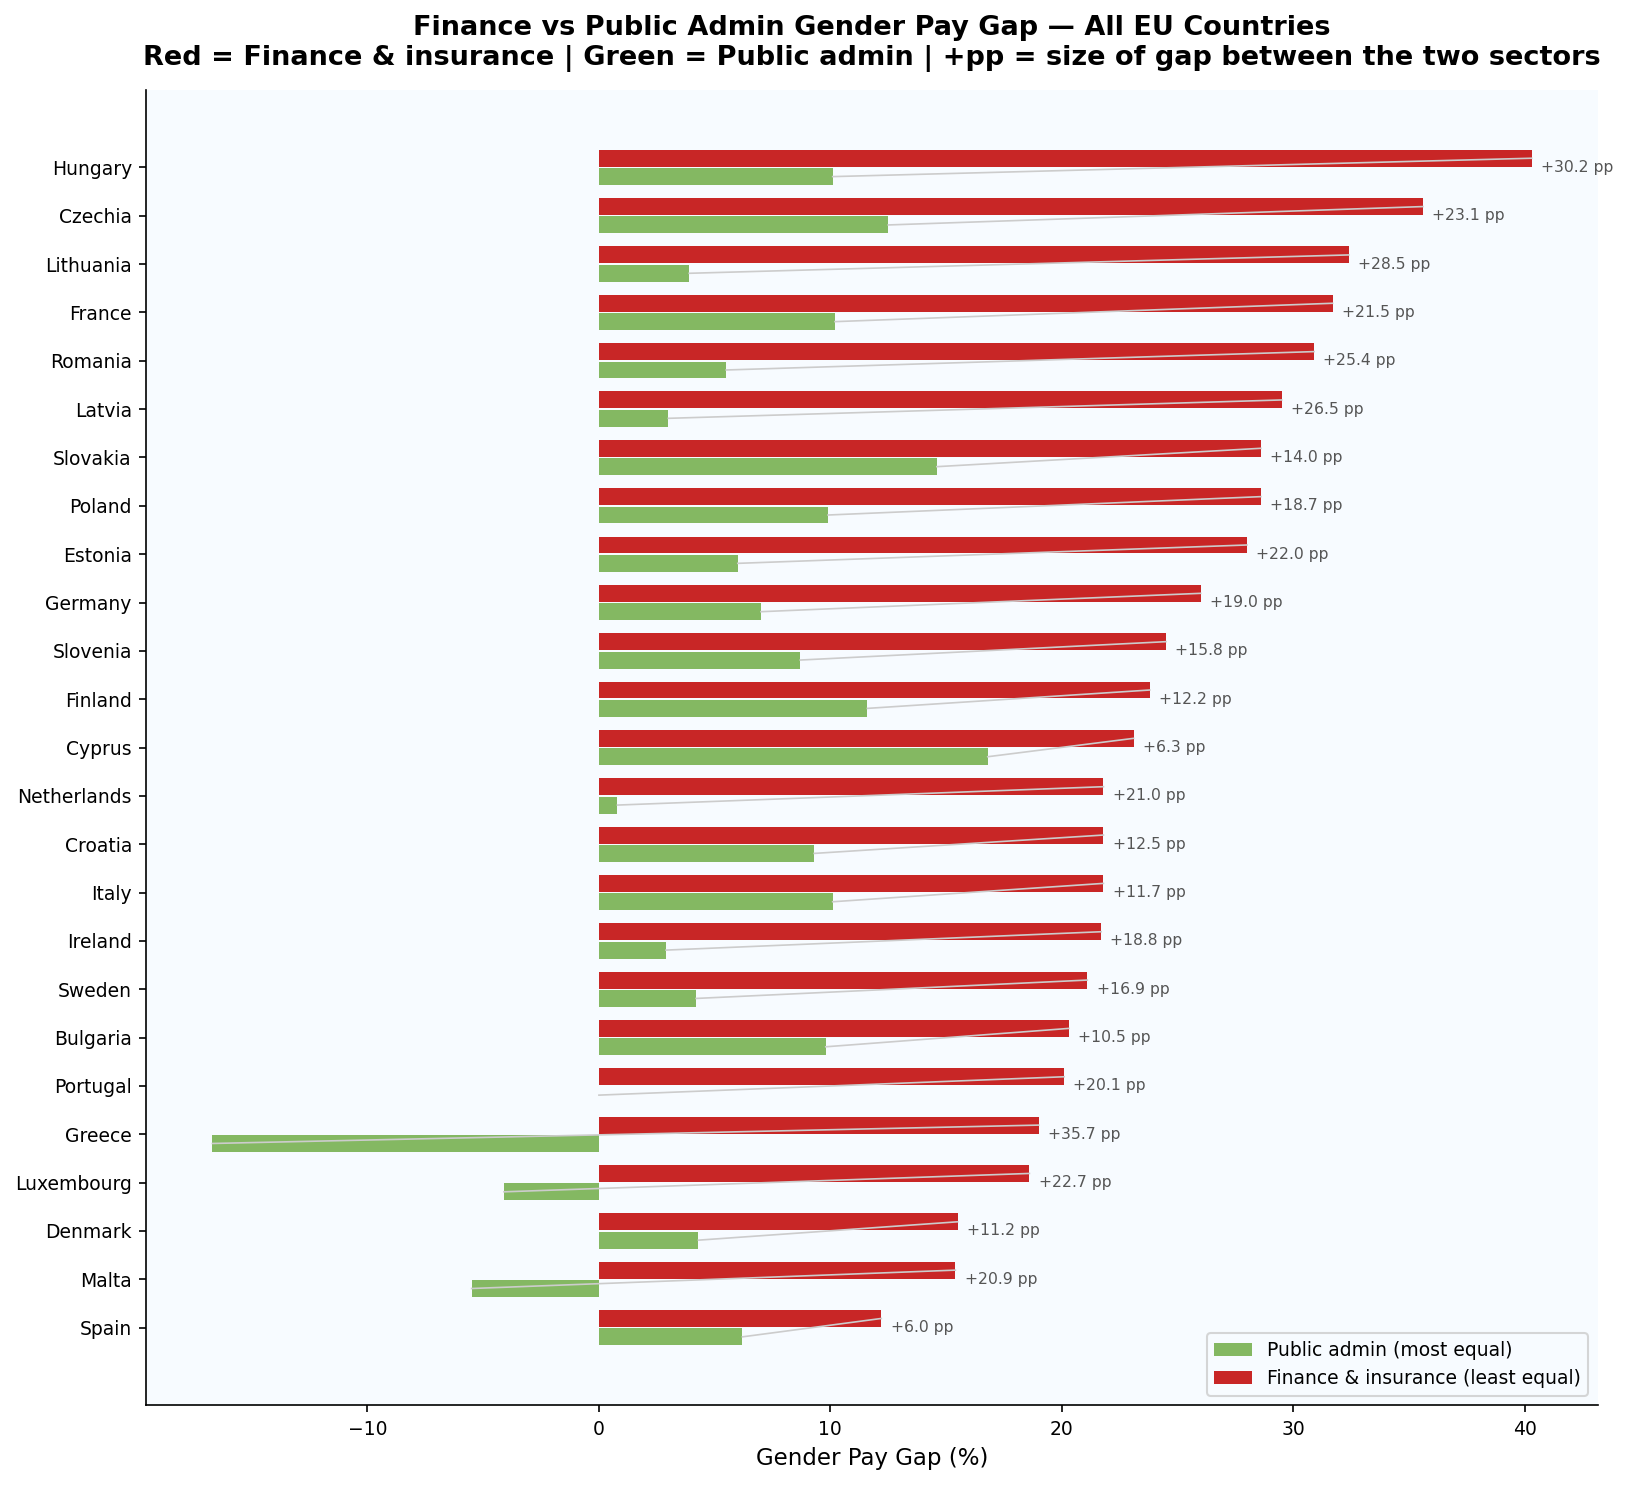 Finance vs Public Admin Gender Pay Gap — All EU Countries
Red = Finance & insurance | Green = Public admin | +pp = size of gap between the two sectors
Hungary +30.2 pp
Czechia +23.1 pp
Lithuania +28.5 pp
France +21.5 pp
Romania +25.4 pp
Latvia +26.5 pp
Slovakia +14.0 pp
Poland +18.7 pp
Estonia +22.0 pp
Germany +19.0 pp
Slovenia +15.8 pp
Finland +12.2 pp
Cyprus +6.3 pp
Netherlands +21.0 pp
Croatia +12.5 pp
Italy +11.7 pp
Ireland +18.8 pp
Sweden +16.9 pp
Bulgaria +10.5 pp
Portugal +20.1 pp
Greece +35.7 pp
Luxembourg +22.7 pp
Denmark +11.2 pp
Malta +20.9 pp
Spain +6.0 pp
Public admin (most equal)
Finance & insurance (least equal)
−10 0 10 20 30 40
Gender Pay Gap (%)